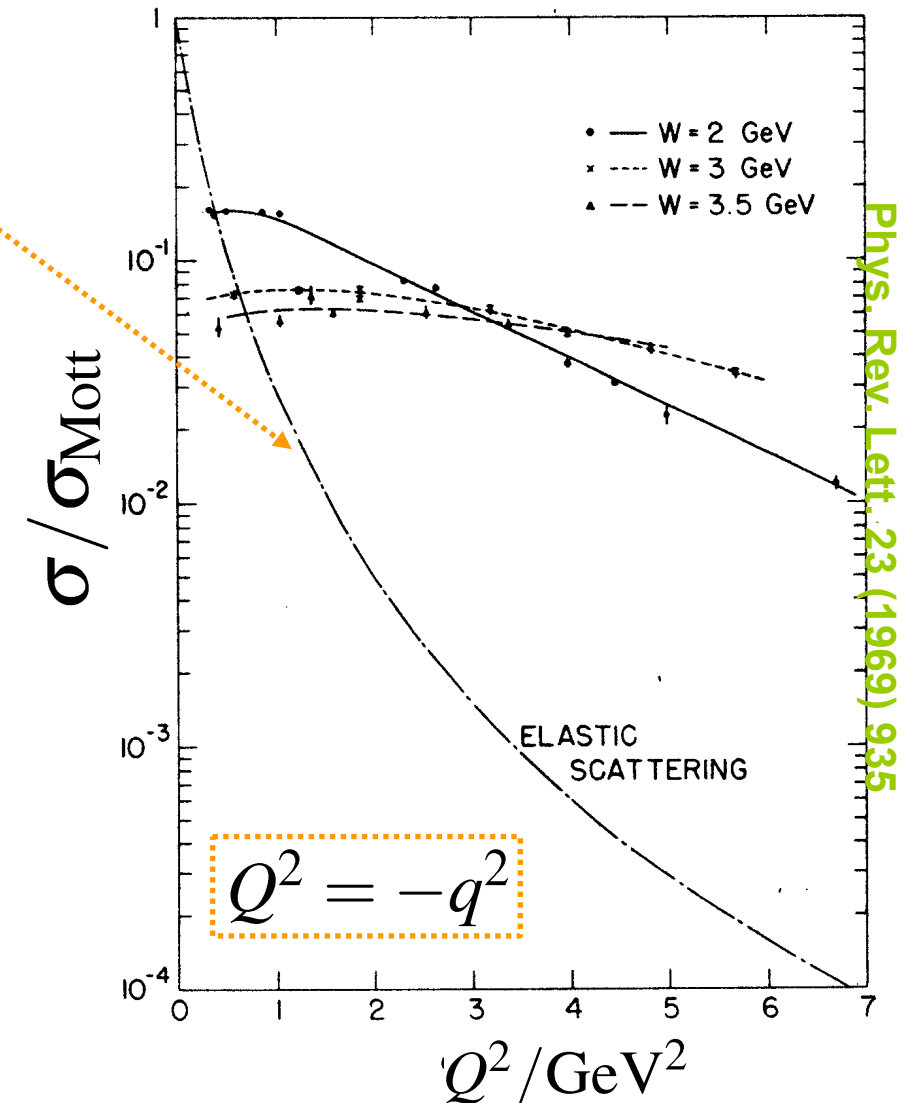 1
10⁻¹
10⁻²
10⁻³
10⁻⁴
σ/σ_Mott
• — W = 2 GeV
× ---- W = 3 GeV
▲ — — W = 3.5 GeV
ELASTIC
SCATTERING
Q² = −q²
0 1 2 3 4 5 6 7
Q²/GeV²
Phys. Rev. Lett. 23 (1969) 935